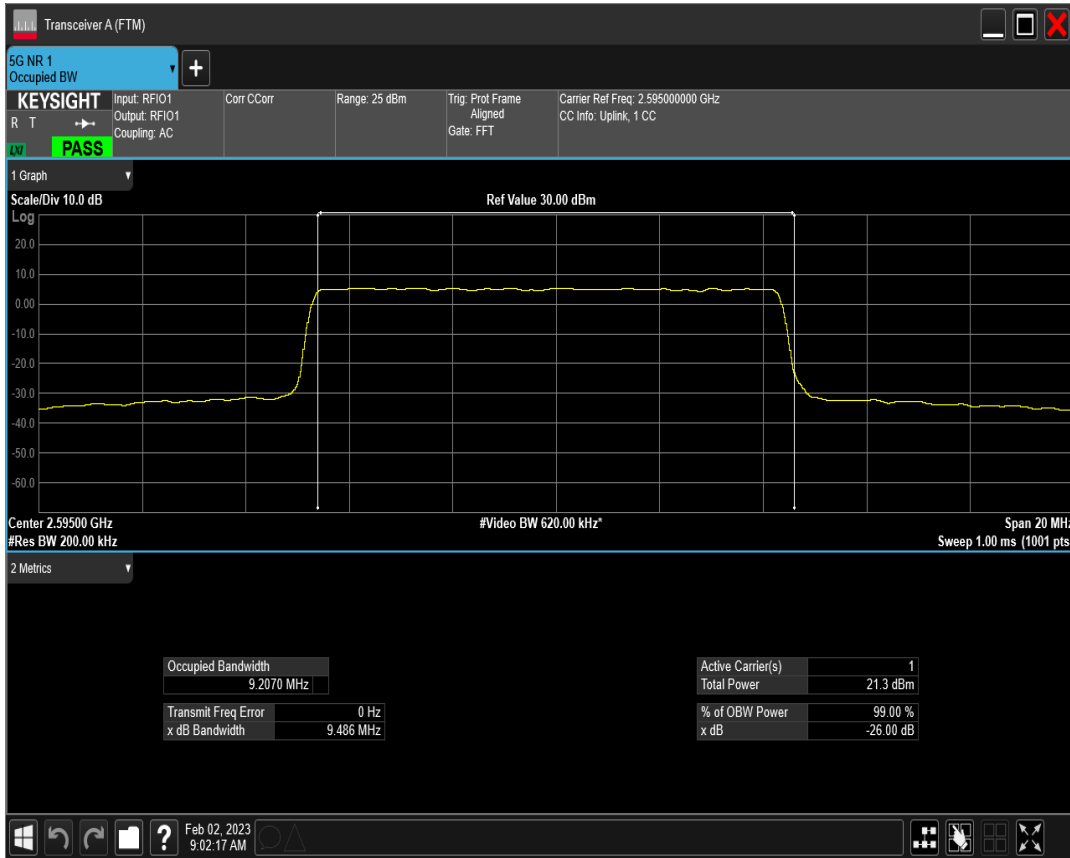 Transceiver A (FTM)
5G NR 1
Occupied BW
+
KEYSIGHT
R T
LXI
PASS
Input: RFIO1
Output: RFIO1
Coupling: AC
Corr CCorr
Range: 25 dBm
Trig: Prot Frame
Aligned
Gate: FFT
Carrier Ref Freq: 2.595000000 GHz
CC Info: Uplink, 1 CC
1 Graph
Scale/Div 10.0 dB
Ref Value 30.00 dBm
Log
20.0
10.0
0.00
-10.0
-20.0
-30.0
-40.0
-50.0
-60.0
Center 2.59500 GHz
#Video BW 620.00 kHz*
Span 20 MHz
#Res BW 200.00 kHz
Sweep 1.00 ms (1001 pts
2 Metrics
Occupied Bandwidth
9.2070 MHz
Transmit Freq Error 0 Hz
x dB Bandwidth 9.486 MHz
Active Carrier(s) 1
Total Power 21.3 dBm
% of OBW Power 99.00 %
x dB -26.00 dB
?
Feb 02, 2023
9:02:17 AM